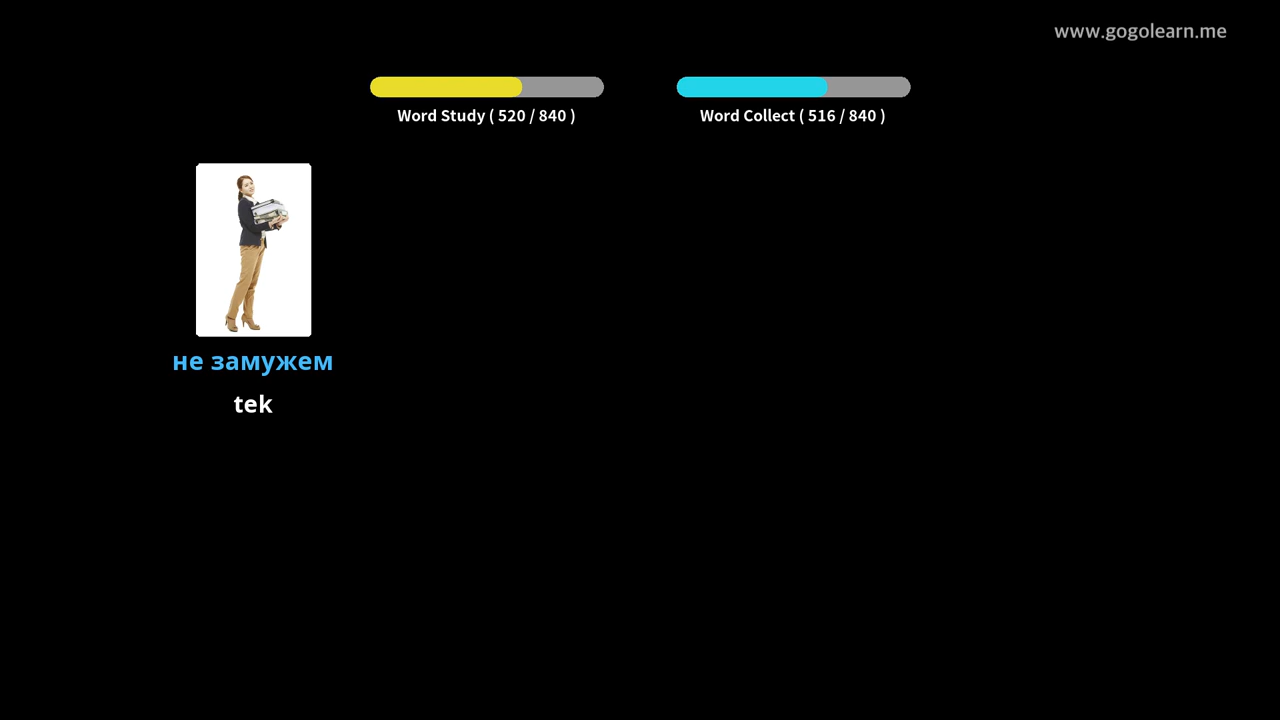 www.gogolearn.me
Word Study ( 520 / 840 )
Word Collect ( 516 / 840 )
не замужем
tek